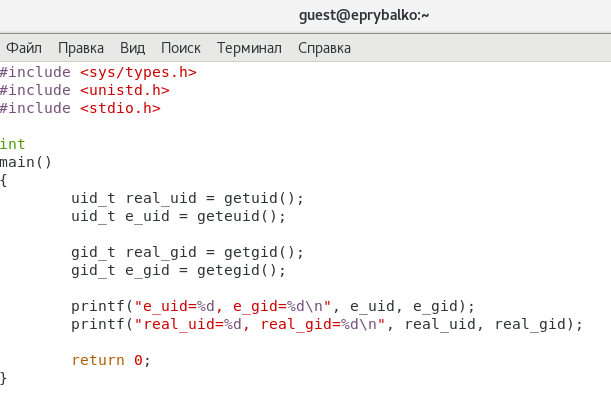 guest@eprybalko:~
Файл Правка Вид Поиск Терминал Справка
#include <sys/types.h>
#include <unistd.h>
#include <stdio.h>
int
main()
{
uid_t real_uid = getuid();
uid_t e_uid = geteuid();
gid_t real_gid = getgid();
gid_t e_gid = getegid();
printf("e_uid=%d, e_gid=%d\n", e_uid, e_gid);
printf("real_uid=%d, real_gid=%d\n", real_uid, real_gid);
return 0;
}